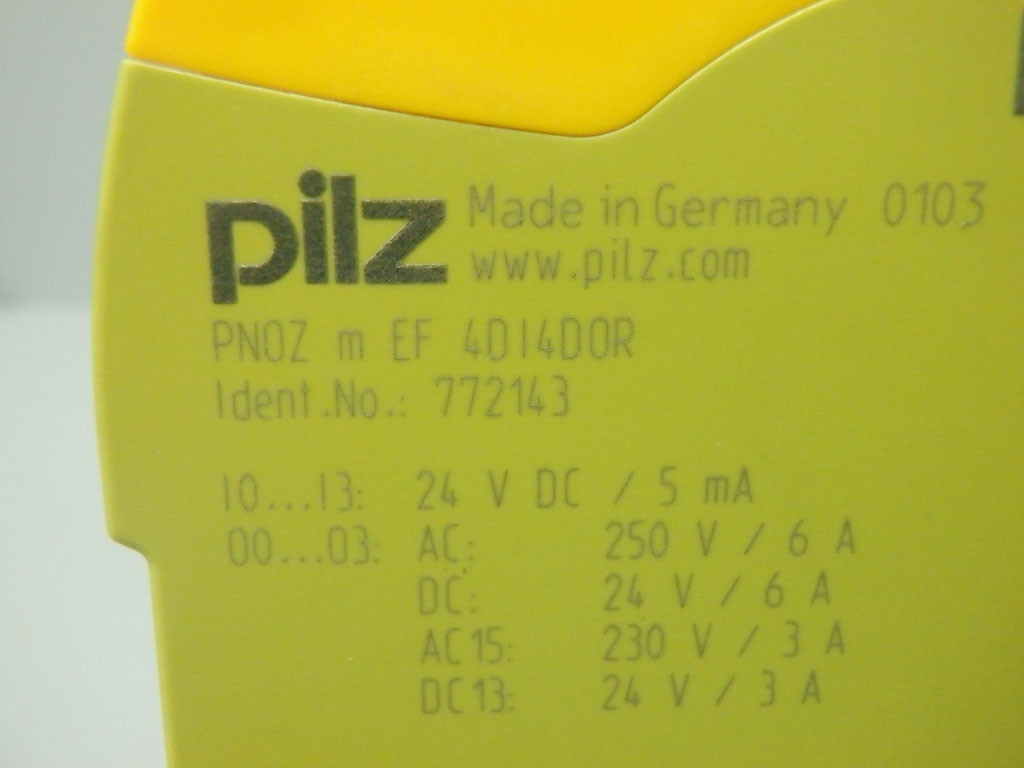 pilz Made in Germany 0103
www.pilz.com
PNOZ m EF 4DI4DOR
Ident.No.: 772143
I0...I3: 24 V DC / 5 mA
O0...O3: AC: 250 V / 6 A
DC: 24 V / 6 A
AC15: 230 V / 3 A
DC13: 24 V / 3 A